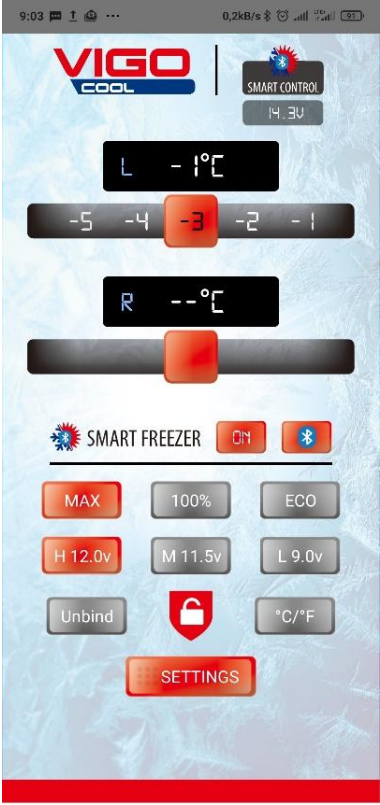 9:03 0,2kB/s 91
VIGO
COOL
SMART CONTROL
14.3V
L -1°C
-5 -4 -3 -2 -1
R --°C
SMART FREEZER ON
MAX 100% ECO
H 12.0v M 11.5v L 9.0v
Unbind °C/°F
SETTINGS